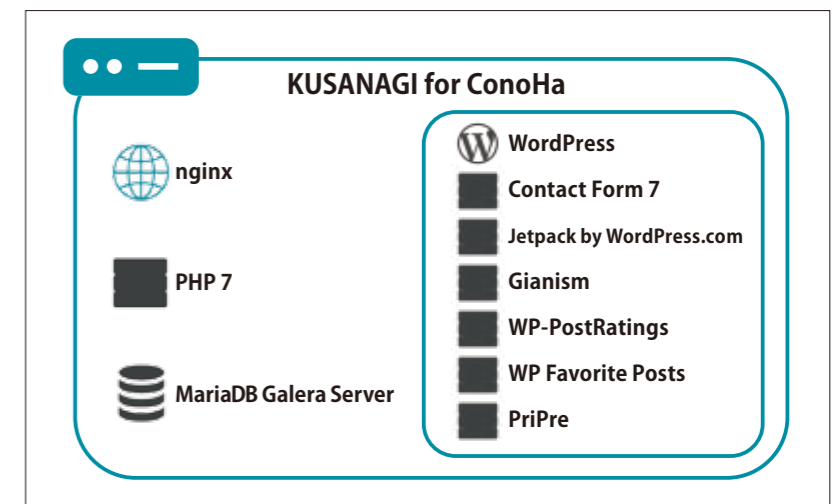 KUSANAGI for ConoHa
nginx
PHP 7
MariaDB Galera Server
WordPress
Contact Form 7
Jetpack by WordPress.com
Gianism
WP-PostRatings
WP Favorite Posts
PriPre